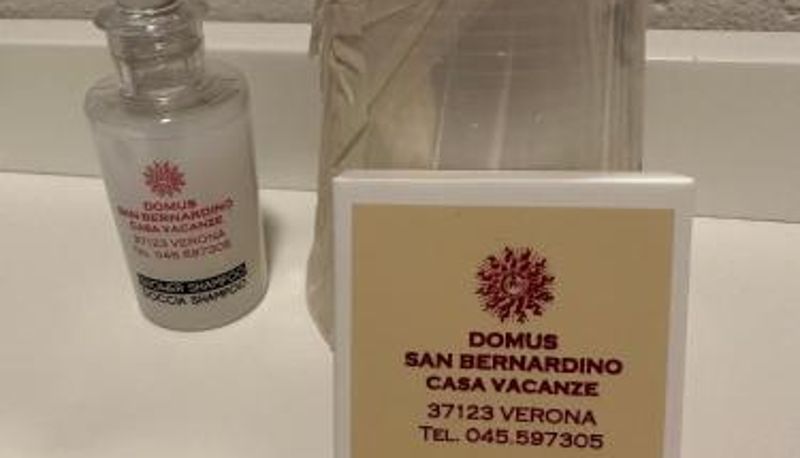 DOMUS
SAN BERNARDINO
CASA VACANZE
37123 VERONA
TEL. 045.597305
SHOWER SHAMPOO
DOCCIA SHAMPOO
DOMUS
SAN BERNARDINO
CASA VACANZE
37123 VERONA
TEL. 045.597305